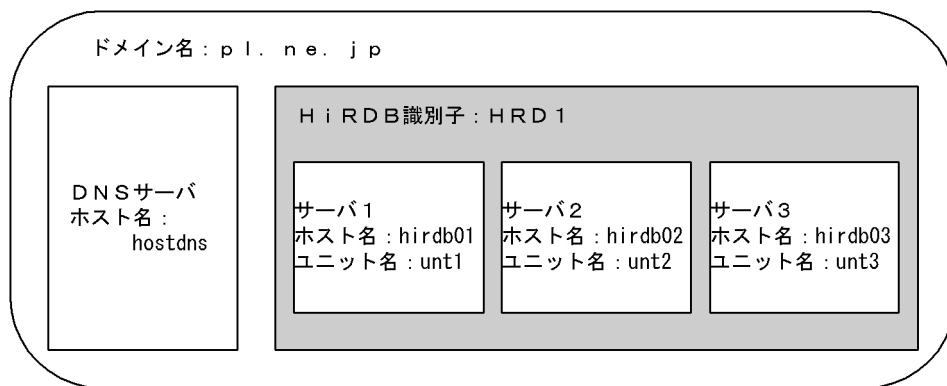 ドメイン名：ｐｌ．ｎｅ．ｊｐ
ＤＮＳサーバ
ホスト名：
hostdns
ＨｉＲＤＢ識別子：ＨＲＤ１
サーバ１
ホスト名：hirdb01
ユニット名：unt1
サーバ２
ホスト名：hirdb02
ユニット名：unt2
サーバ３
ホスト名：hirdb03
ユニット名：unt3